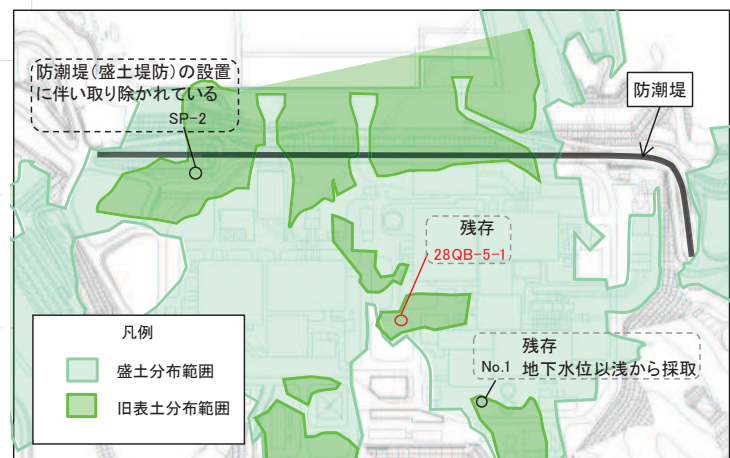 防潮堤(盛土堤防)の設置
に伴い取り除かれている
SP-2
防潮堤
残存
28QB-5-1
残存
No.1 地下水位以浅から採取
凡例
盛土分布範囲
旧表土分布範囲